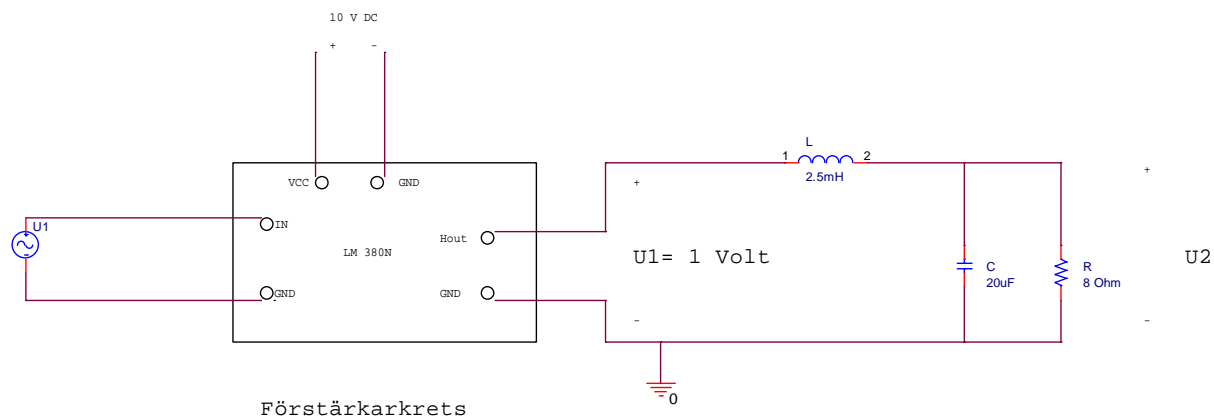 10 V DC
+ -
L
1 2
2.5mH
VCC GND
+ +
U1 IN
Hout
LM 380N
U1= 1 Volt
U2
C R
20uF 8 Ohm
GND GND
- -
0
Förstärkarkrets